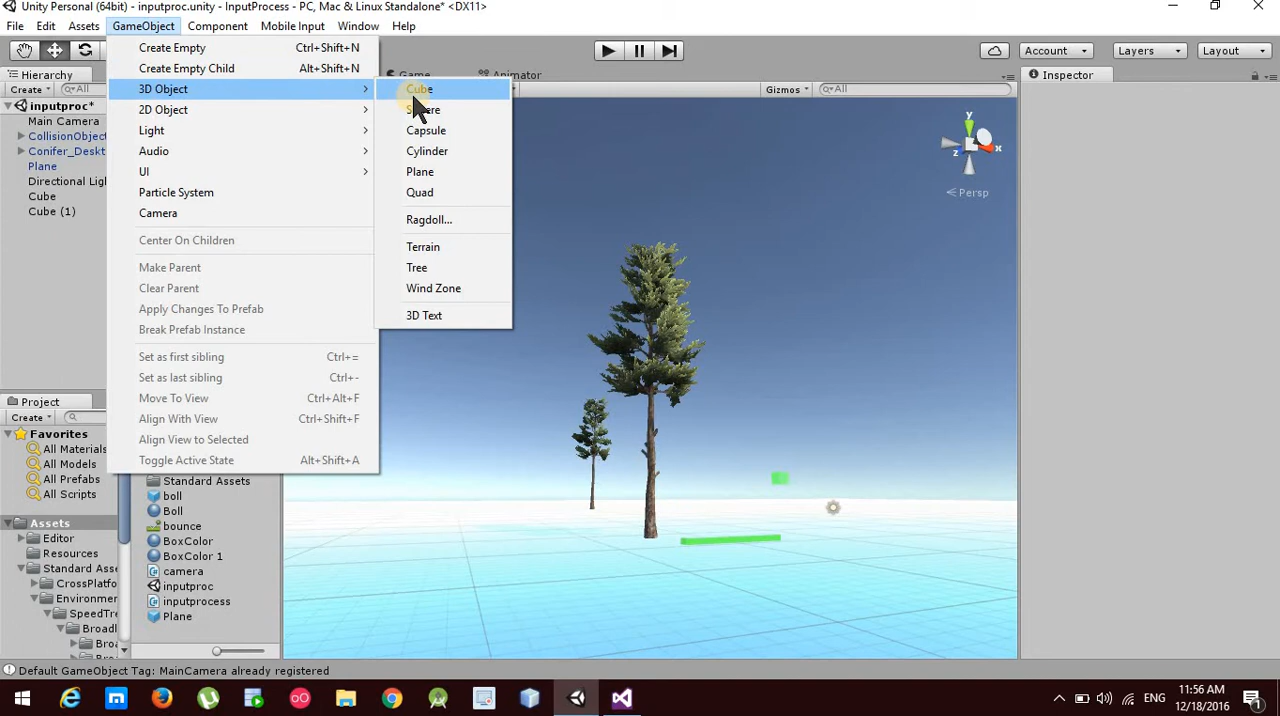 Unity Personal (64bit) - inputproc.unity - InputProcess - PC, Mac & Linux Standalone* <DX11>
File Edit Assets GameObject Component Mobile Input Window Help
Account Layers Layout
Hierarchy
Create All
inputproc*
Main Camera
CollisionObject
Conifer_Deskt
Plane
Directional Ligh
Cube
Cube (1)
Create Empty Ctrl+Shift+N
Create Empty Child Alt+Shift+N
3D Object
2D Object
Light
Audio
UI
Particle System
Camera
Center On Children
Make Parent
Clear Parent
Apply Changes To Prefab
Break Prefab Instance
Set as first sibling Ctrl+=
Set as last sibling Ctrl+-
Move To View Ctrl+Alt+F
Align With View Ctrl+Shift+F
Align View to Selected
Toggle Active State Alt+Shift+A
Cube
Capsule
Cylinder
Plane
Quad
Ragdoll...
Terrain
Tree
Wind Zone
3D Text
Game Animator
Gizmos All
y
x
z
Persp
Inspector
Project
Create
Favorites
All Materials
All Models
All Prefabs
All Scripts
Assets
Editor
Resources
Standard Asse
CrossPlatfo
Environmen
SpeedTre
Broadl
Broa
Standard Assets
boll
Boll
bounce
BoxColor
BoxColor 1
camera
inputproc
inputprocess
Plane
Default GameObject Tag: MainCamera already registered
ENG
11:56 AM
12/18/2016
1